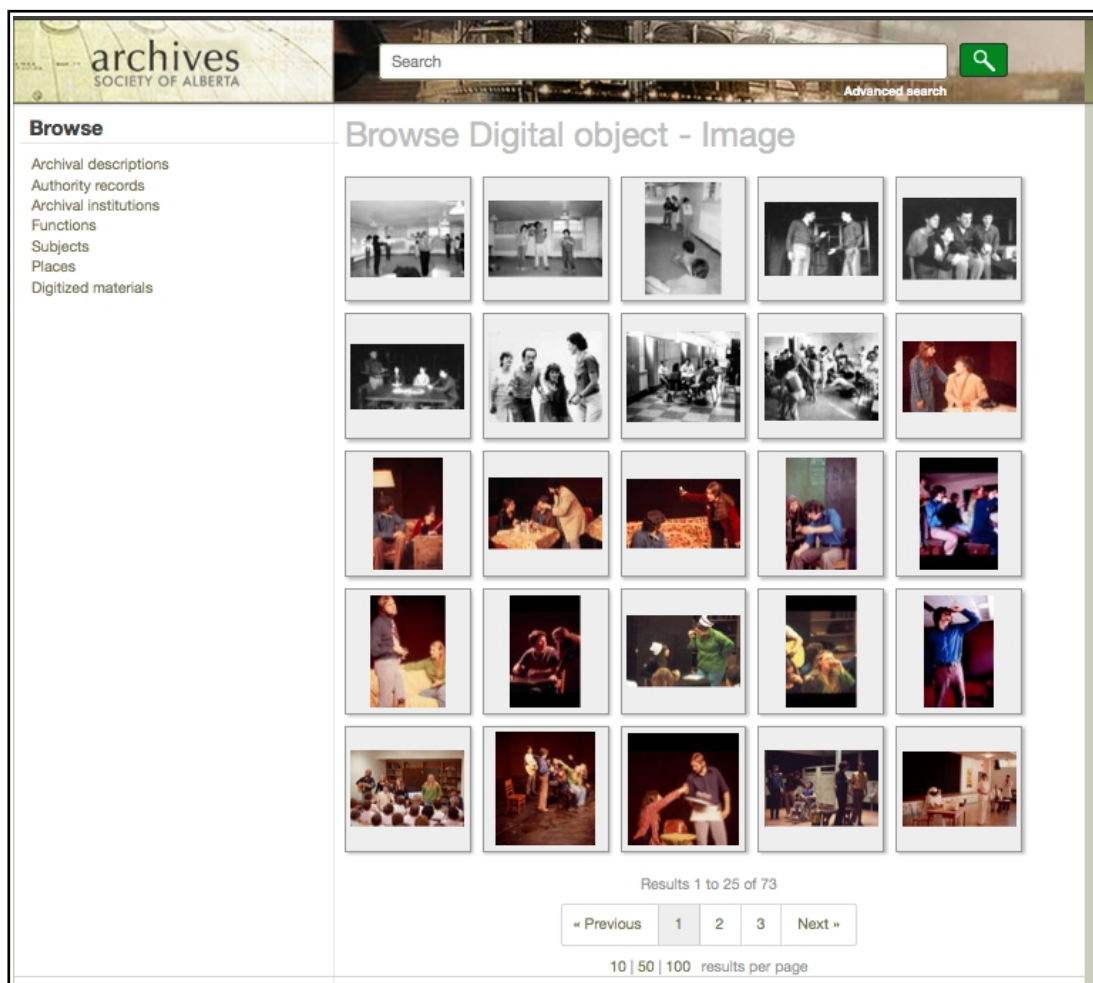 archives
SOCIETY OF ALBERTA
Search
Advanced search
Browse
Archival descriptions
Authority records
Archival institutions
Functions
Subjects
Places
Digitized materials
Browse Digital object - Image
Results 1 to 25 of 73
« Previous 1 2 3 Next »
10 | 50 | 100 results per page